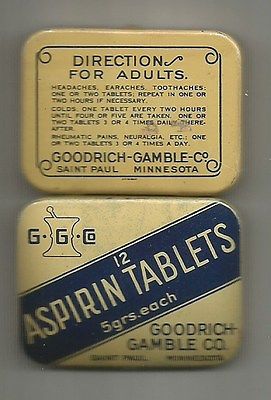 DIRECTIONS
FOR ADULTS.
HEADACHES, EARACHES, TOOTHACHES:
ONE OR TWO TABLETS; REPEAT IN ONE OR
TWO HOURS IF NECESSARY.
COLDS: ONE TABLET EVERY TWO HOURS
UNTIL FOUR OR FIVE ARE TAKEN. ONE OR
TWO TABLETS 3 OR 4 TIMES DAILY THERE-
AFTER.
RHEUMATIC PAINS, NEURALGIA, ETC.: ONE
OR TWO TABLETS 3 OR 4 TIMES A DAY.
GOODRICH-GAMBLE-CO.
SAINT PAUL MINNESOTA
G·G·CO
12
ASPIRIN TABLETS
5grs.each
GOODRICH-
GAMBLE CO.
SAINT PAUL, MINNESOTA